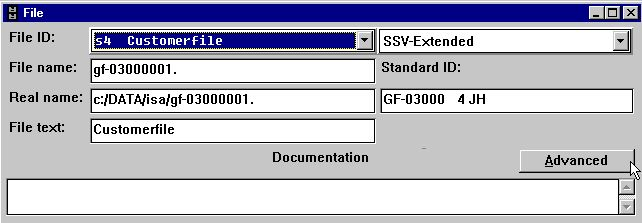 File
File ID: s4 Customerfile SSV-Extended
File name: gf-03000001. Standard ID:
Real name: c:/DATA/isa/gf-03000001. GF-03000 4 JH
File text: Customerfile
Documentation Advanced